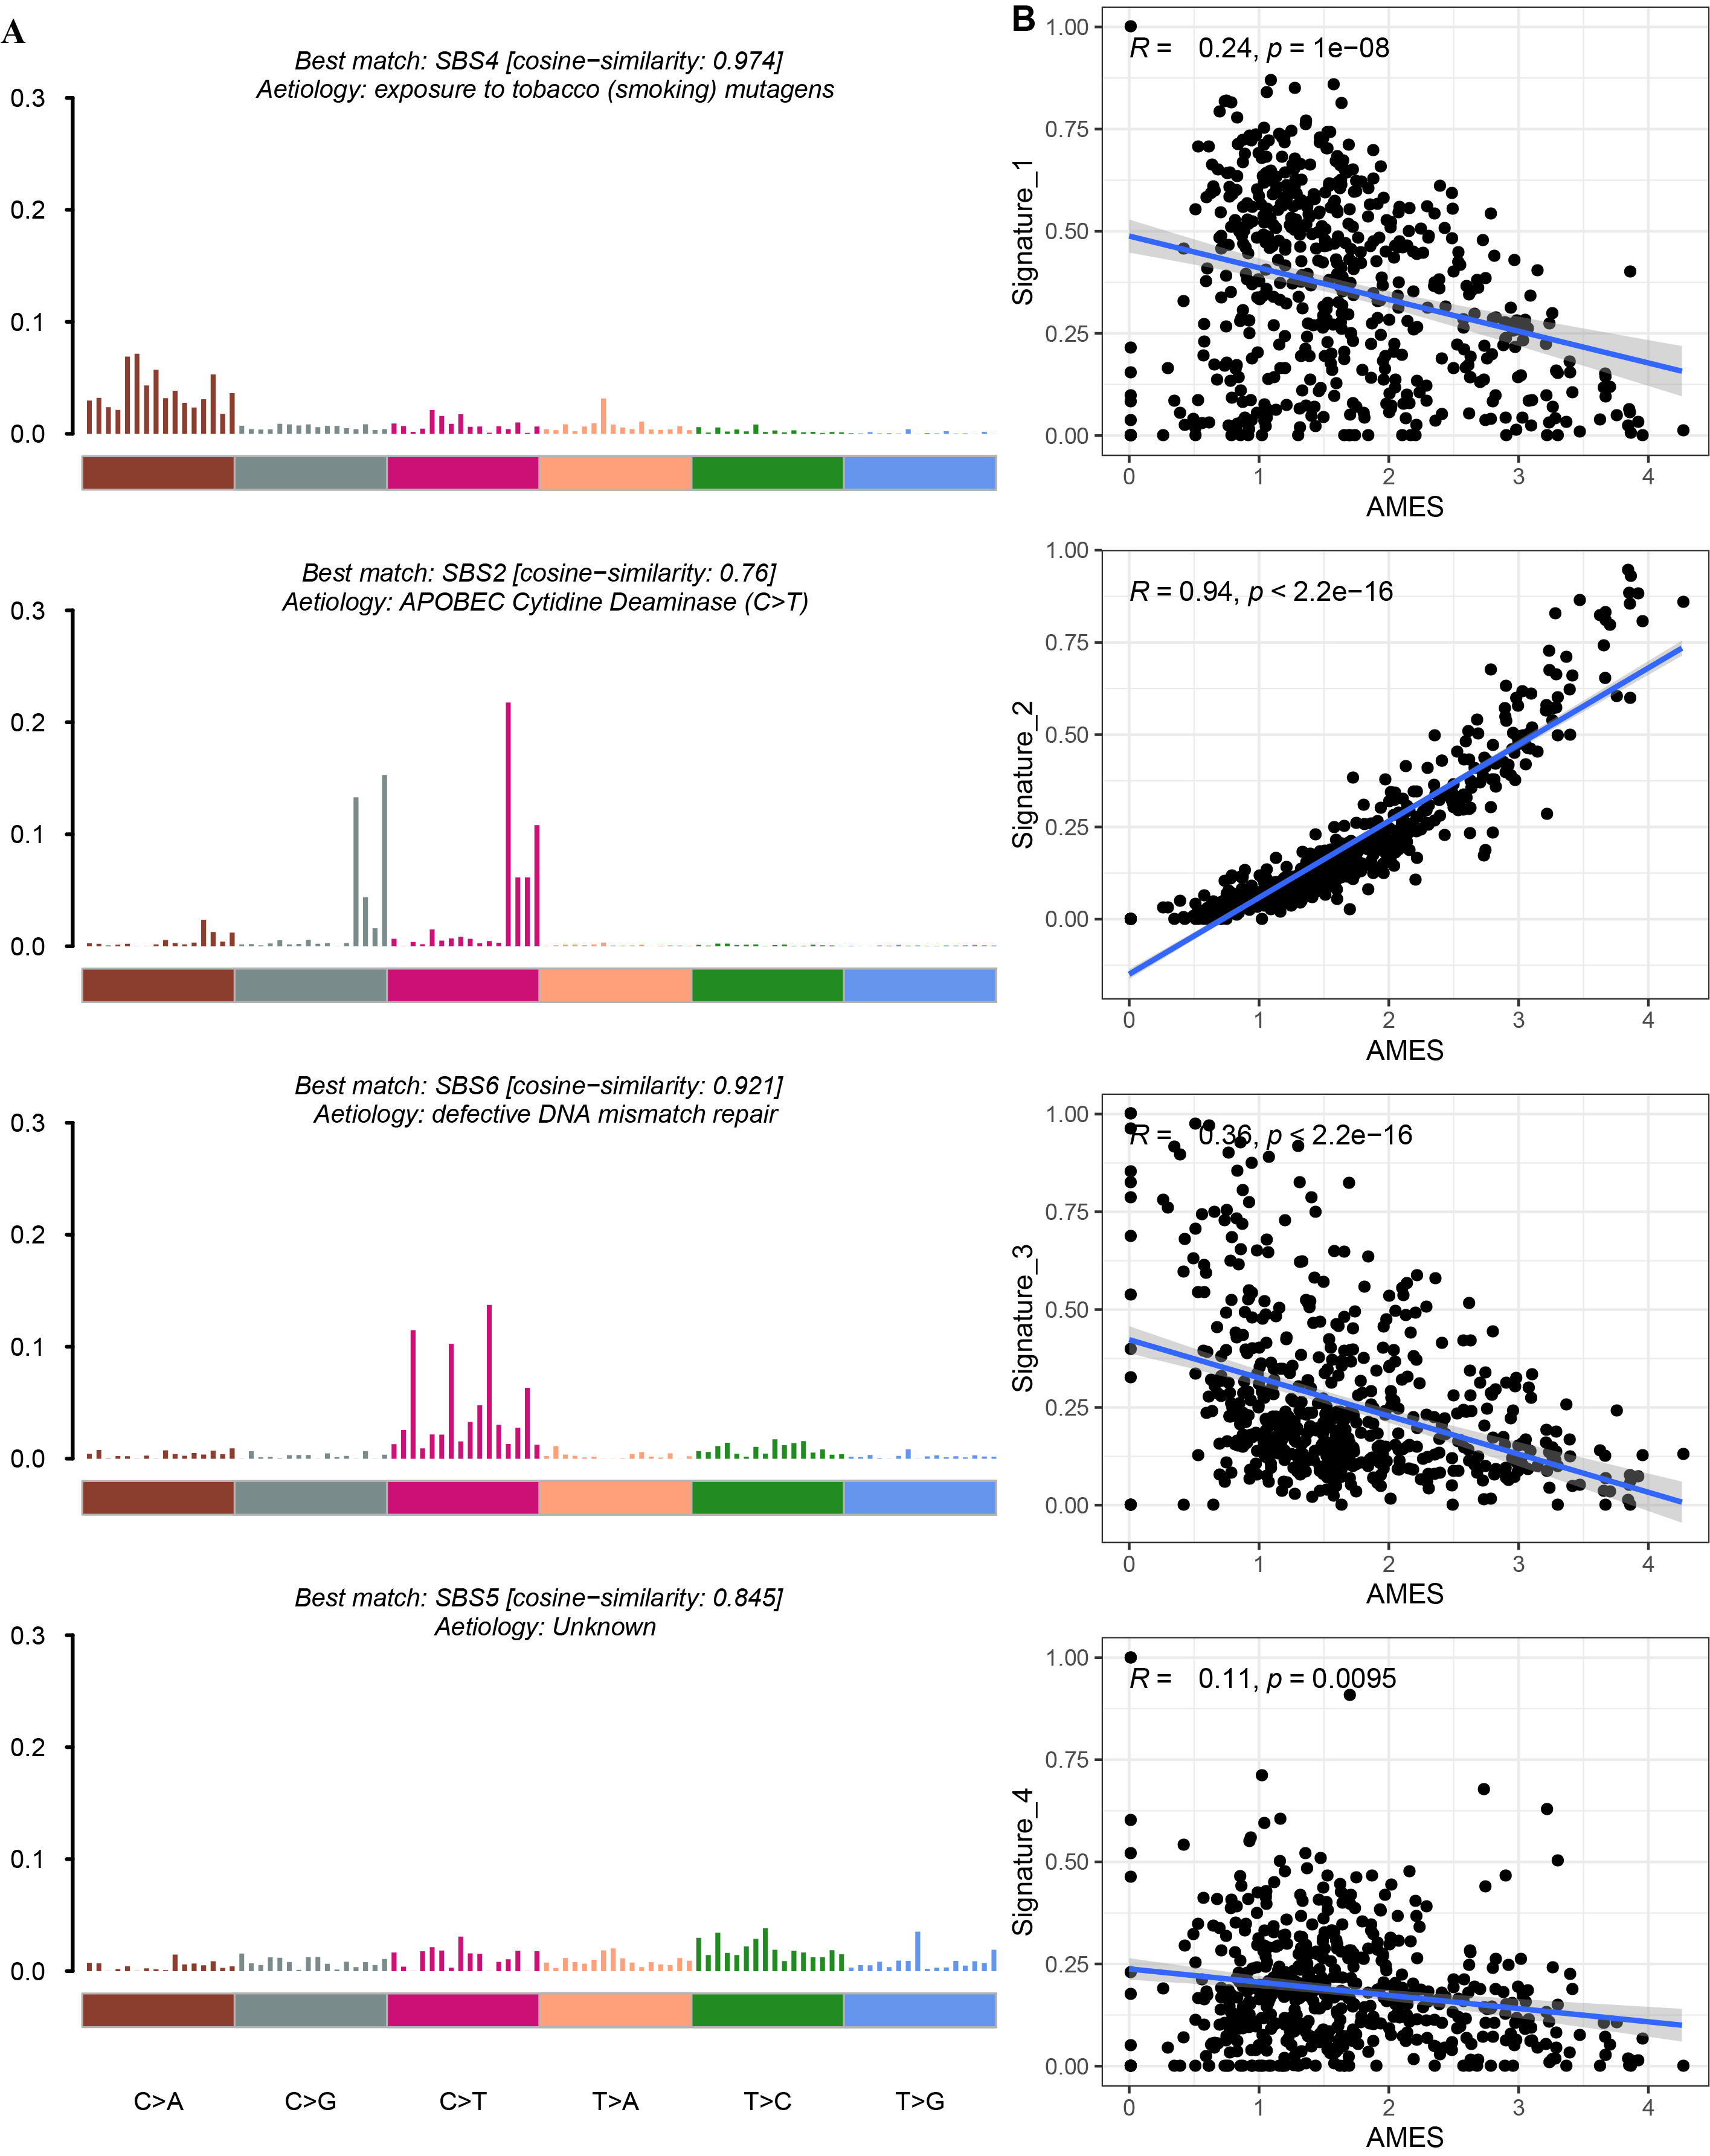 A
Best match: SBS4 [cosine−similarity: 0.974]
Aetiology: exposure to tobacco (smoking) mutagens
0.3
0.2
0.1
0.0
Best match: SBS2 [cosine−similarity: 0.76]
Aetiology: APOBEC Cytidine Deaminase (C>T)
0.3
0.2
0.1
0.0
Best match: SBS6 [cosine−similarity: 0.921]
Aetiology: defective DNA mismatch repair
0.3
0.2
0.1
0.0
Best match: SBS5 [cosine−similarity: 0.845]
Aetiology: Unknown
0.3
0.2
0.1
0.0
C>A C>G C>T T>A T>C T>G
B
R = 0.24, p = 1e−08
Signature_1
1.00
0.75
0.50
0.25
0.00
0 1 2 3 4
AMES
R = 0.94, p < 2.2e−16
Signature_2
1.00
0.75
0.50
0.25
0.00
0 1 2 3 4
AMES
R = 0.36, p < 2.2e−16
Signature_3
1.00
0.75
0.50
0.25
0.00
0 1 2 3 4
AMES
R = 0.11, p = 0.0095
Signature_4
1.00
0.75
0.50
0.25
0.00
0 1 2 3 4
AMES